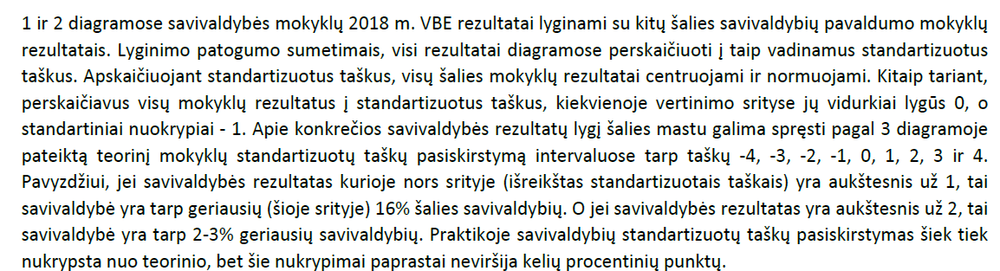 1 ir 2 diagramose savivaldybės mokyklų 2018 m. VBE rezultatai lyginami su kitų šalies savivaldybių pavaldumo mokyklų
rezultatais. Lyginimo patogumo sumetimais, visi rezultatai diagramose perskaičiuoti į taip vadinamus standartizuotus
taškus. Apskaičiuojant standartizuotus taškus, visų šalies mokyklų rezultatai centruojami ir normuojami. Kitaip tariant,
perskaičiavus visų mokyklų rezultatus į standartizuotus taškus, kiekvienoje vertinimo srityse jų vidurkiai lygūs 0, o
standartiniai nuokrypiai - 1. Apie konkrečios savivaldybės rezultatų lygį šalies mastu galima spręsti pagal 3 diagramoje
pateiktą teorinį mokyklų standartizuotų taškų pasiskirstymą intervaluose tarp taškų -4, -3, -2, -1, 0, 1, 2, 3 ir 4.
Pavyzdžiui, jei savivaldybės rezultatas kurioje nors srityje (išreikštas standartizuotais taškais) yra aukštesnis už 1, tai
savivaldybė yra tarp geriausių (šioje srityje) 16% šalies savivaldybių. O jei savivaldybės rezultatas yra aukštesnis už 2, tai
savivaldybė yra tarp 2-3% geriausių savivaldybių. Praktikoje savivaldybių standartizuotų taškų pasiskirstymas šiek tiek
nukrypsta nuo teorinio, bet šie nukrypimai paprastai neviršija kelių procentinių punktų.